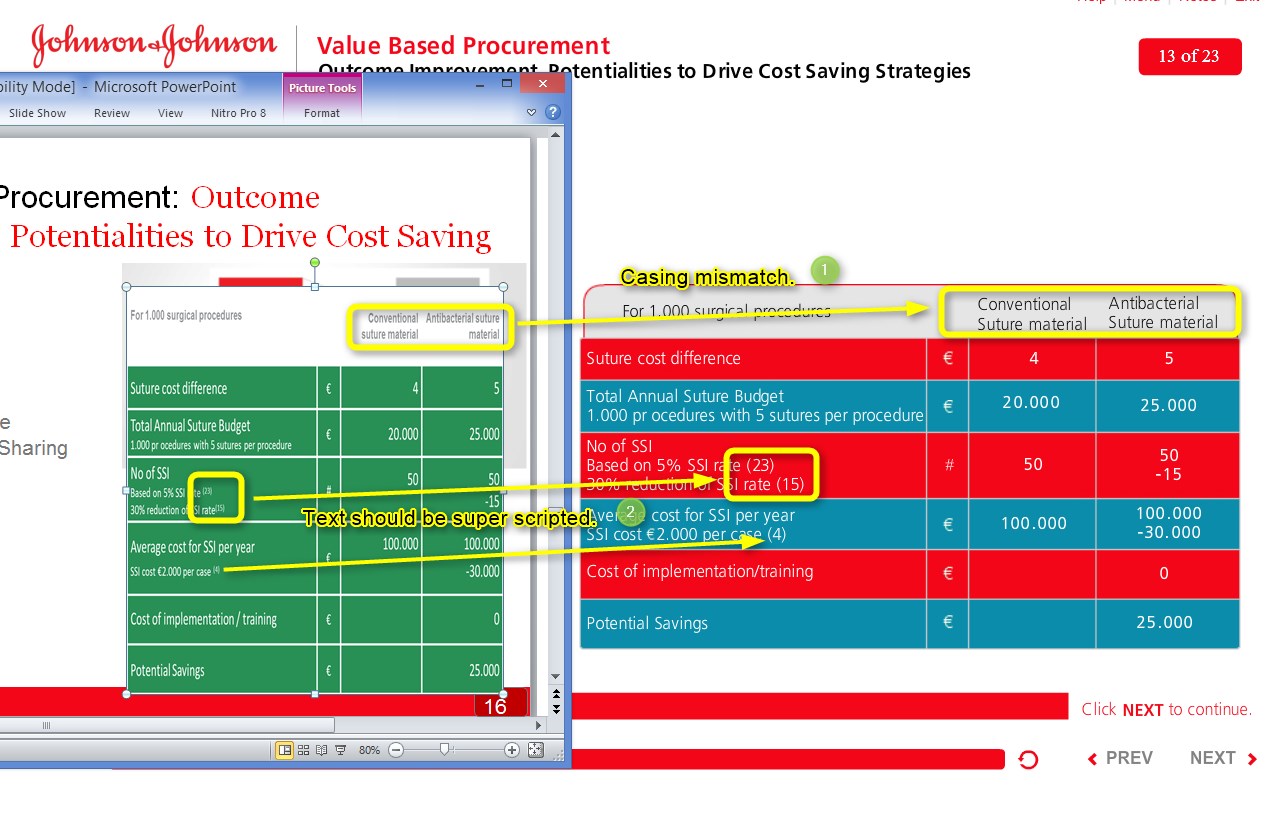 Help | Menu | Notes | Exit
Johnson & Johnson
Value Based Procurement
Outcome Improvement, Potentialities to Drive Cost Saving Strategies
13 of 23
bility Mode] - Microsoft PowerPoint
Picture Tools
Slide Show Review View Nitro Pro 8 Format
Procurement: Outcome
Potentialities to Drive Cost Saving
e
Sharing
For 1.000 surgical procedures
Conventional suture material
Antibacterial suture material
Suture cost difference € 4 5
Total Annual Suture Budget
1.000 pr ocedures with 5 sutures per procedure
€ 20.000 25.000
No of SSI
Based on 5% SSI rate (23)
30% reduction of SSI rate(15)
# 50 50
-15
Average cost for SSI per year
SSI cost €2.000 per case (4)
€ 100.000 100.000
-30.000
Cost of implementation / training € 0
Potential Savings € 25.000
16
80%
Casing mismatch.
1
Text should be super scripted.
2
For 1.000 surgical procedures
Conventional
Suture material
Antibacterial
Suture material
Suture cost difference € 4 5
Total Annual Suture Budget
1.000 pr ocedures with 5 sutures per procedure
€ 20.000 25.000
No of SSI
Based on 5% SSI rate (23)
30% reduction of SSI rate (15)
# 50 50
-15
Average cost for SSI per year
SSI cost €2.000 per case (4)
€ 100.000 100.000
-30.000
Cost of implementation/training € 0
Potential Savings € 25.000
Click NEXT to continue.
PREV NEXT